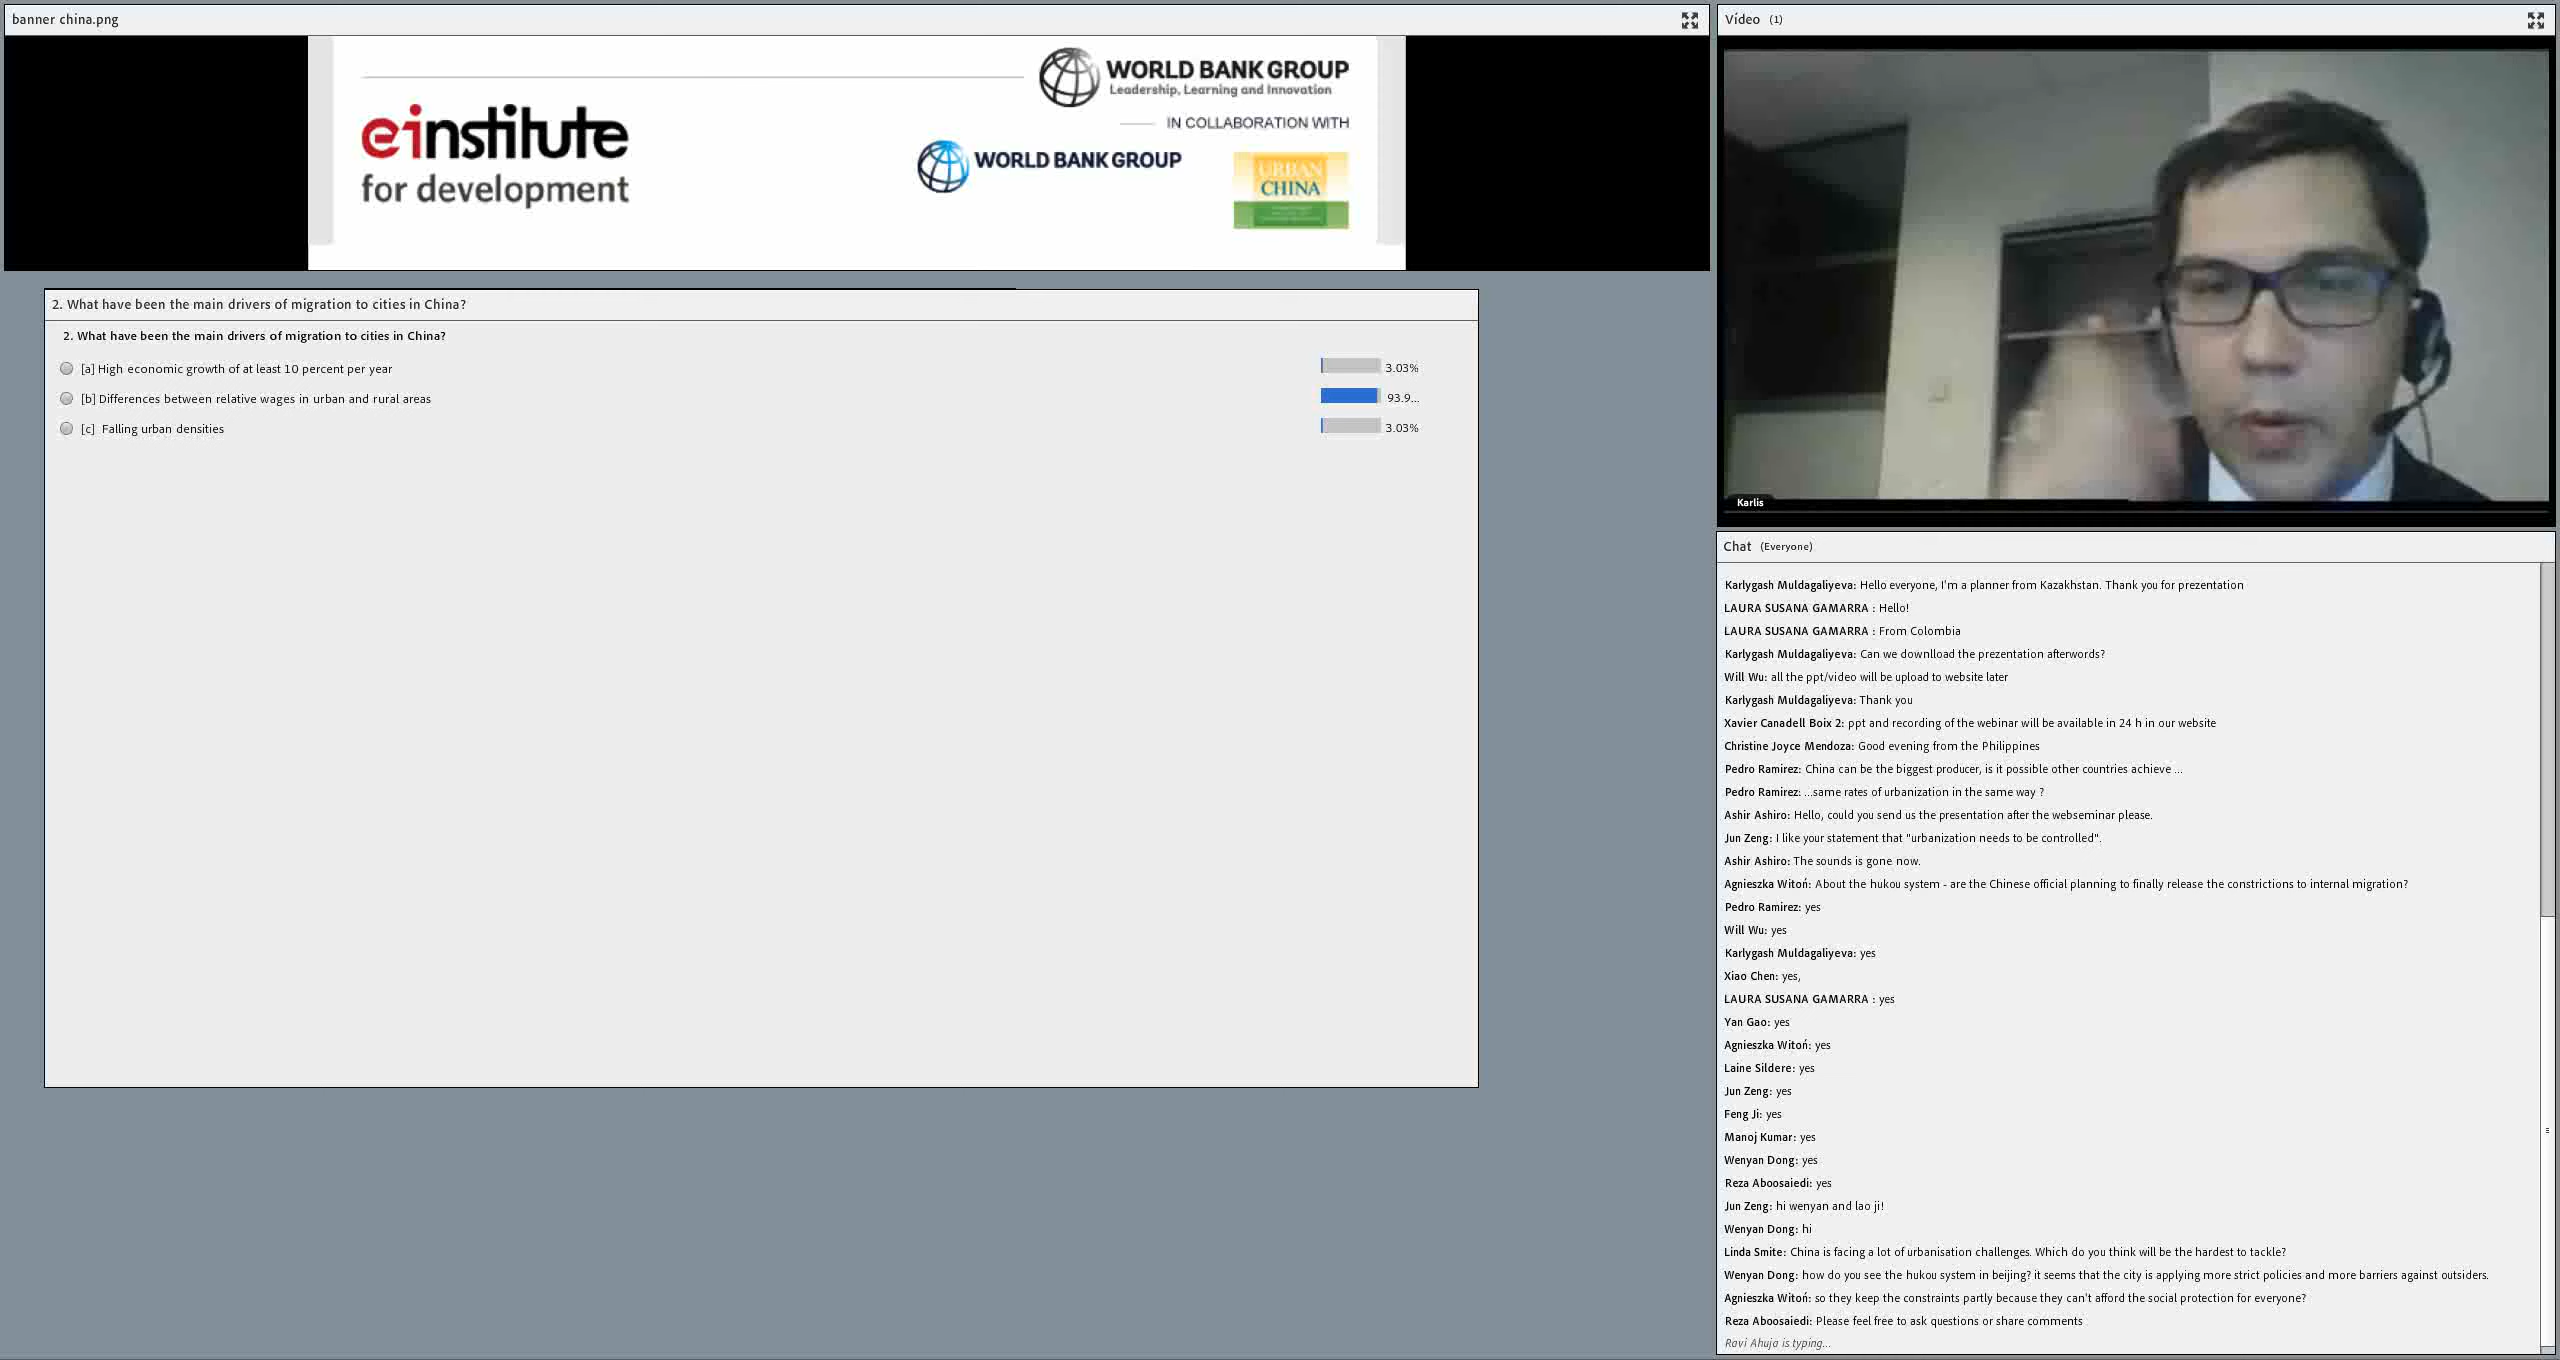 banner china.png
WORLD BANK GROUP
Leadership, Learning and Innovation
IN COLLABORATION WITH
einstitute
for development
WORLD BANK GROUP
URBAN
CHINA
2. What have been the main drivers of migration to cities in China?
2. What have been the main drivers of migration to cities in China?
[a] High economic growth of at least 10 percent per year 3.03%
[b] Differences between relative wages in urban and rural areas 93.9...
[c] Falling urban densities 3.03%
Vídeo (1)
Karlis
Chat (Everyone)
Karlygash Muldagaliyeva: Hello everyone, I'm a planner from Kazakhstan. Thank you for prezentation
LAURA SUSANA GAMARRA : Hello!
LAURA SUSANA GAMARRA : From Colombia
Karlygash Muldagaliyeva: Can we downlload the prezentation afterwords?
Will Wu: all the ppt/video will be upload to website later
Karlygash Muldagaliyeva: Thank you
Xavier Canadell Boix 2: ppt and recording of the webinar will be available in 24 h in our website
Christine Joyce Mendoza: Good evening from the Philippines
Pedro Ramirez: China can be the biggest producer, is it possible other countries achieve ...
Pedro Ramirez: ...same rates of urbanization in the same way ?
Ashir Ashiro: Hello, could you send us the presentation after the webseminar please.
Jun Zeng: I like your statement that "urbanization needs to be controlled".
Ashir Ashiro: The sounds is gone now.
Agnieszka Witoń: About the hukou system - are the Chinese official planning to finally release the constrictions to internal migration?
Pedro Ramirez: yes
Will Wu: yes
Karlygash Muldagaliyeva: yes
Xiao Chen: yes,
LAURA SUSANA GAMARRA : yes
Yan Gao: yes
Agnieszka Witoń: yes
Laine Sildere: yes
Jun Zeng: yes
Feng Ji: yes
Manoj Kumar: yes
Wenyan Dong: yes
Reza Aboosaiedi: yes
Jun Zeng: hi wenyan and lao ji!
Wenyan Dong: hi
Linda Smite: China is facing a lot of urbanisation challenges. Which do you think will be the hardest to tackle?
Wenyan Dong: how do you see the hukou system in beijing? it seems that the city is applying more strict policies and more barriers against outsiders.
Agnieszka Witoń: so they keep the constraints partly because they can't afford the social protection for everyone?
Reza Aboosaiedi: Please feel free to ask questions or share comments
Ravi Ahuja is typing...